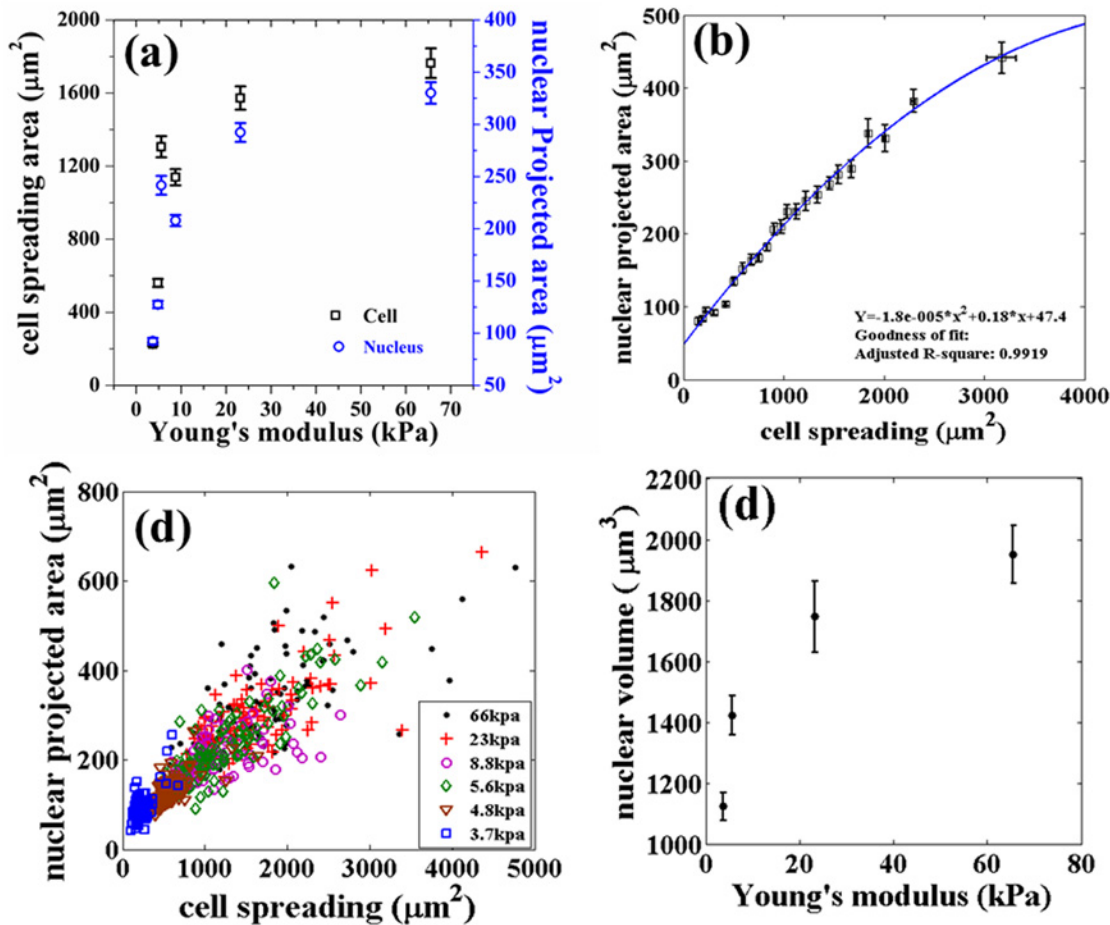 (a)
cell spreading area (μm²)
2000
1600
1200
800
400
0
nuclear Projected area (μm²)
400
350
300
250
200
150
100
50
Cell
Nucleus
0 10 20 30 40 50 60 70
Young's modulus (kPa)
(b)
nuclear projected area (μm²)
500
400
300
200
100
0
Y=-1.8e-005*x²+0.18*x+47.4
Goodness of fit:
Adjusted R-square: 0.9919
0 1000 2000 3000 4000
cell spreading (μm²)
(d)
nuclear projected area (μm²)
800
600
400
200
0
66kpa
23kpa
8.8kpa
5.6kpa
4.8kpa
3.7kpa
0 1000 2000 3000 4000 5000
cell spreading (μm²)
(d)
nuclear volume ( μm³)
2200
2000
1800
1600
1400
1200
1000
0 20 40 60 80
Young's modulus (kPa)